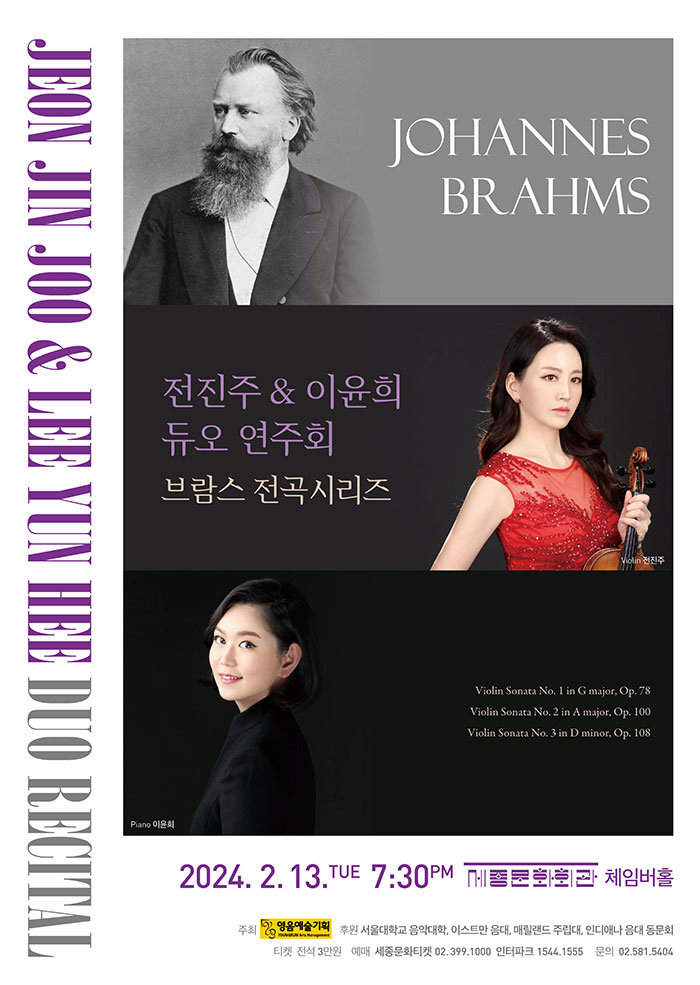 JEON JIN JOO & LEE YUN HEE DUO RECITAL
JOHANNES
BRAHMS
전진주 & 이윤희
듀오 연주회
브람스 전곡시리즈
Violin 전진주
Violin Sonata No. 1 in G major, Op. 78
Violin Sonata No. 2 in A major, Op. 100
Violin Sonata No. 3 in D minor, Op. 108
Piano 이윤희
2024. 2. 13. TUE 7:30PM 세종문화회관 체임버홀
주최 영음예술기획 YOUNGEUM Arts Management 후원 서울대학교 음악대학, 이스트만 음대, 매릴랜드 주립대, 인디애나 음대 동문회
티켓 전석 3만원 예매 세종문화티켓 02.399.1000 인터파크 1544.1555 문의 02.581.5404